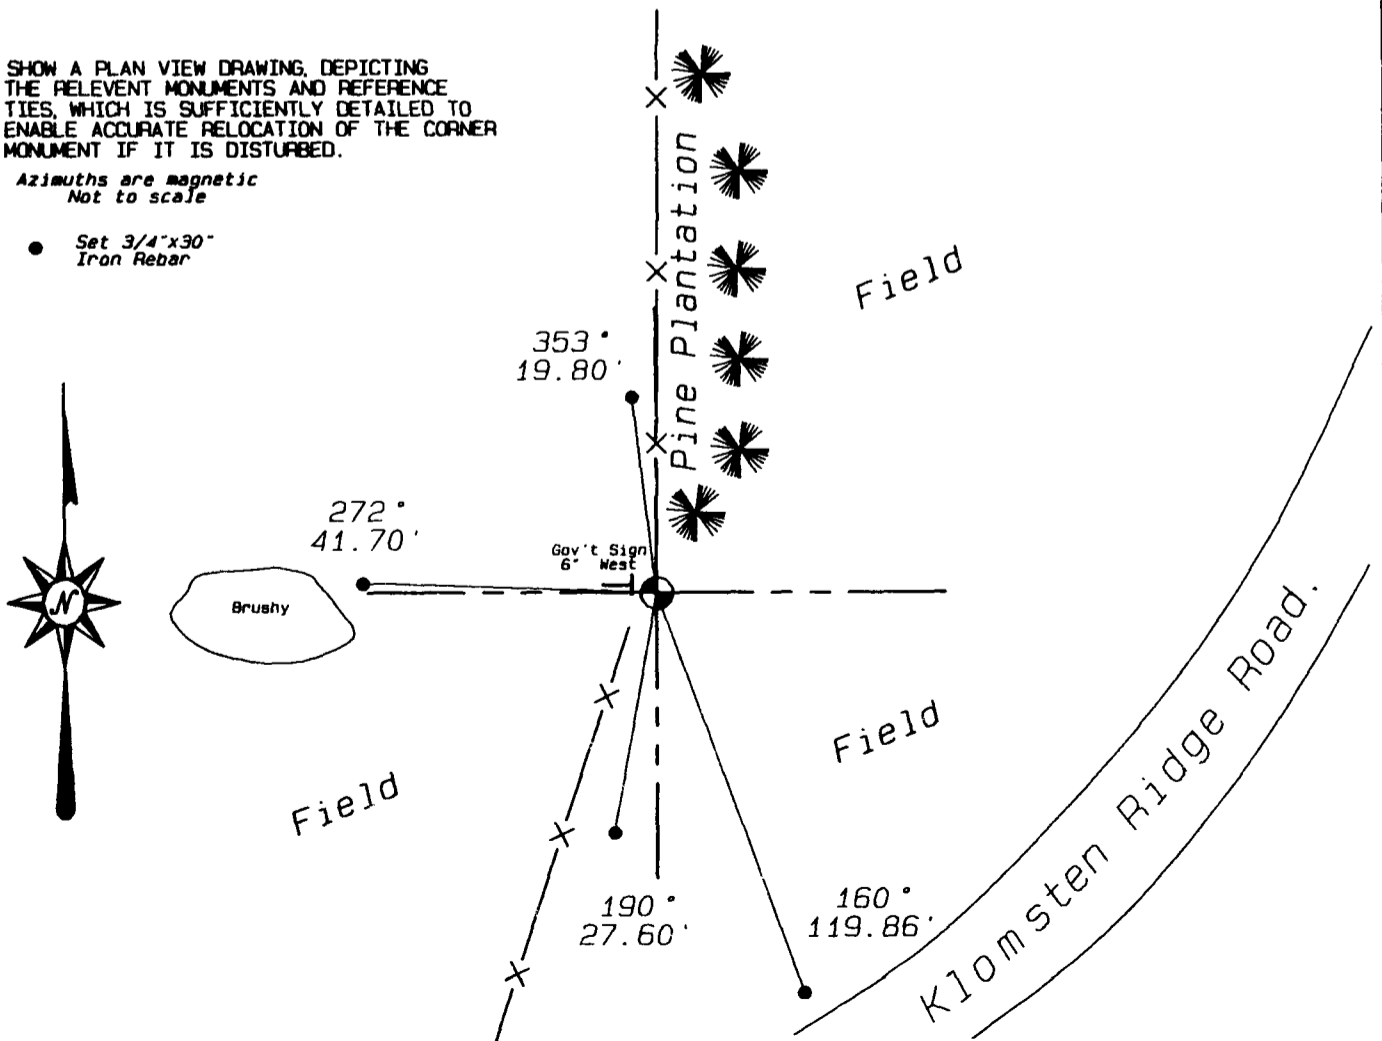 SHOW A PLAN VIEW DRAWING, DEPICTING
THE RELEVENT MONUMENTS AND REFERENCE
TIES, WHICH IS SUFFICIENTLY DETAILED TO
ENABLE ACCURATE RELOCATION OF THE CORNER
MONUMENT IF IT IS DISTURBED.
Azimuths are magnetic
Not to scale
Set 3/4"x30"
Iron Rebar
Pine Plantation
Field
353°
19.80'
272°
41.70'
Gov't Sign
6" West
N
Brushy
Field
Field
190°
27.60'
160°
119.86'
Klomsten Ridge Road.